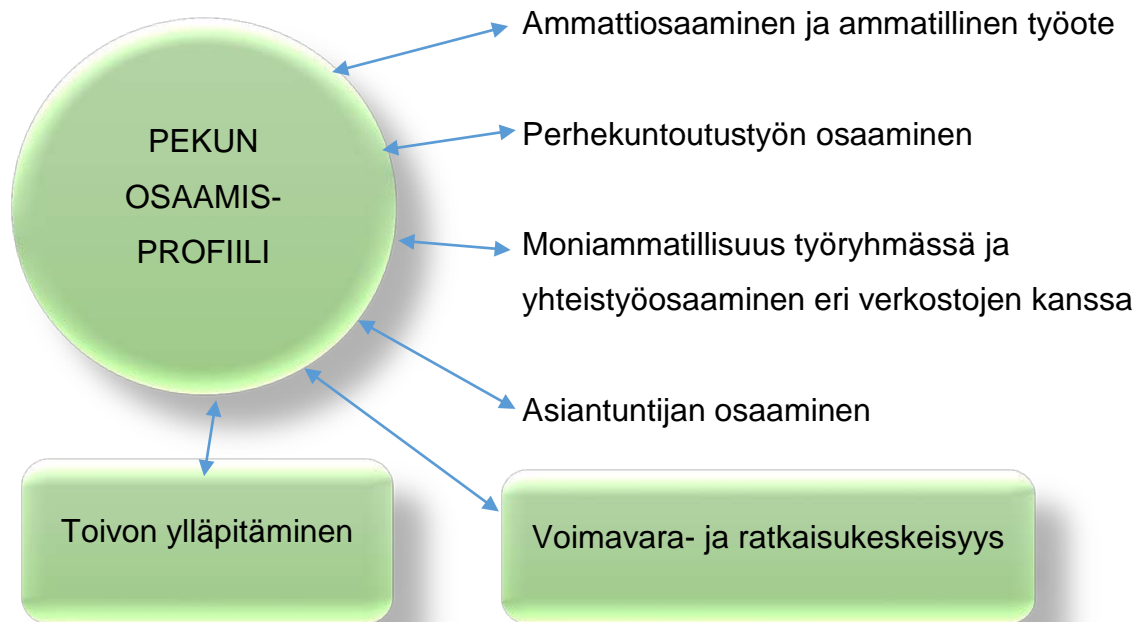 Ammattiosaaminen ja ammatillinen työote
PEKUN
OSAAMIS-
PROFIILI
Perhekuntoutustyön osaaminen
Moniammatillisuus työryhmässä ja
yhteistyöosaaminen eri verkostojen kanssa
Asiantuntijan osaaminen
Toivon ylläpitäminen
Voimavara- ja ratkaisukeskeisyys